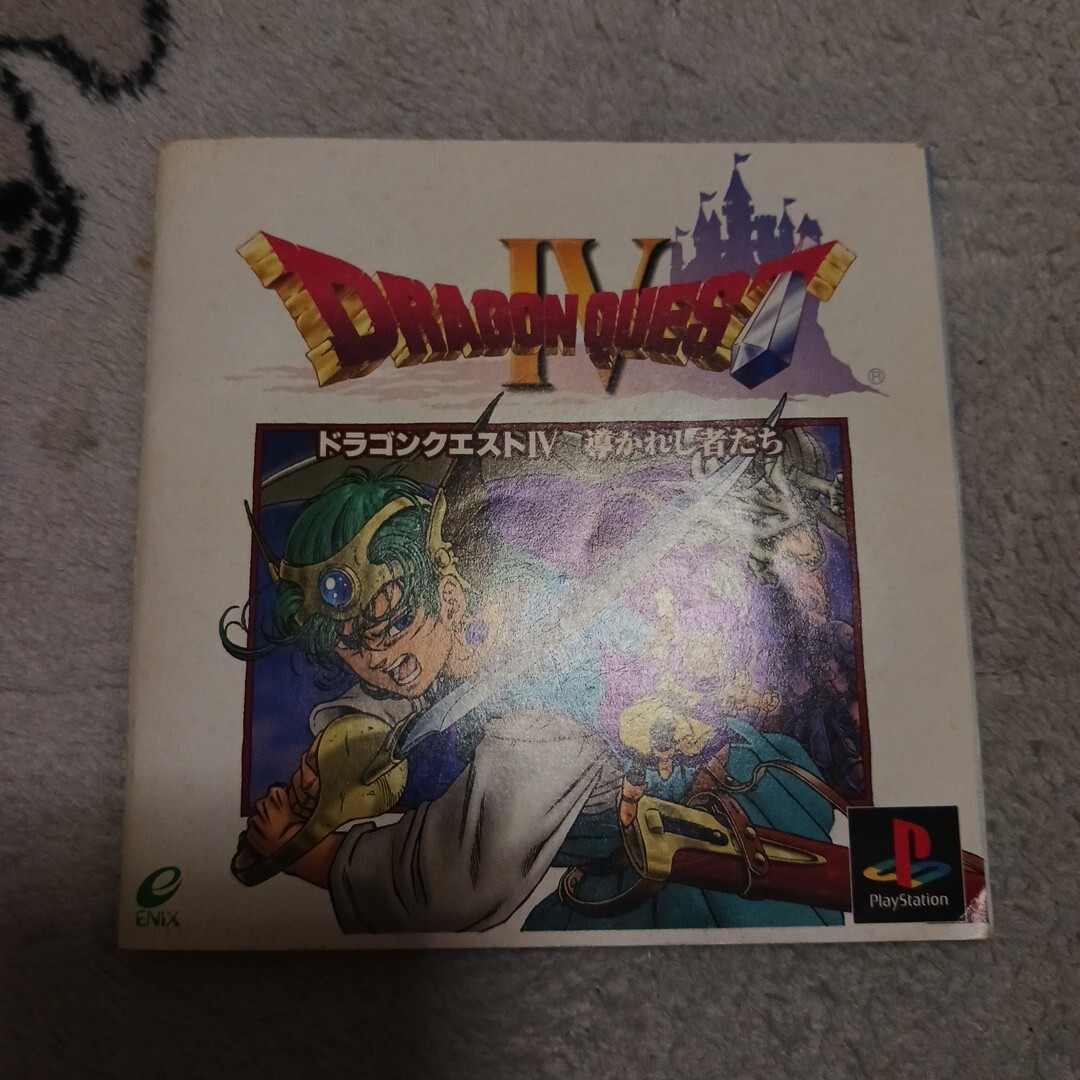 DRAGON QUEST
IV
®
ドラゴンクエストIV 導かれし者たち
ENIX
PlayStation